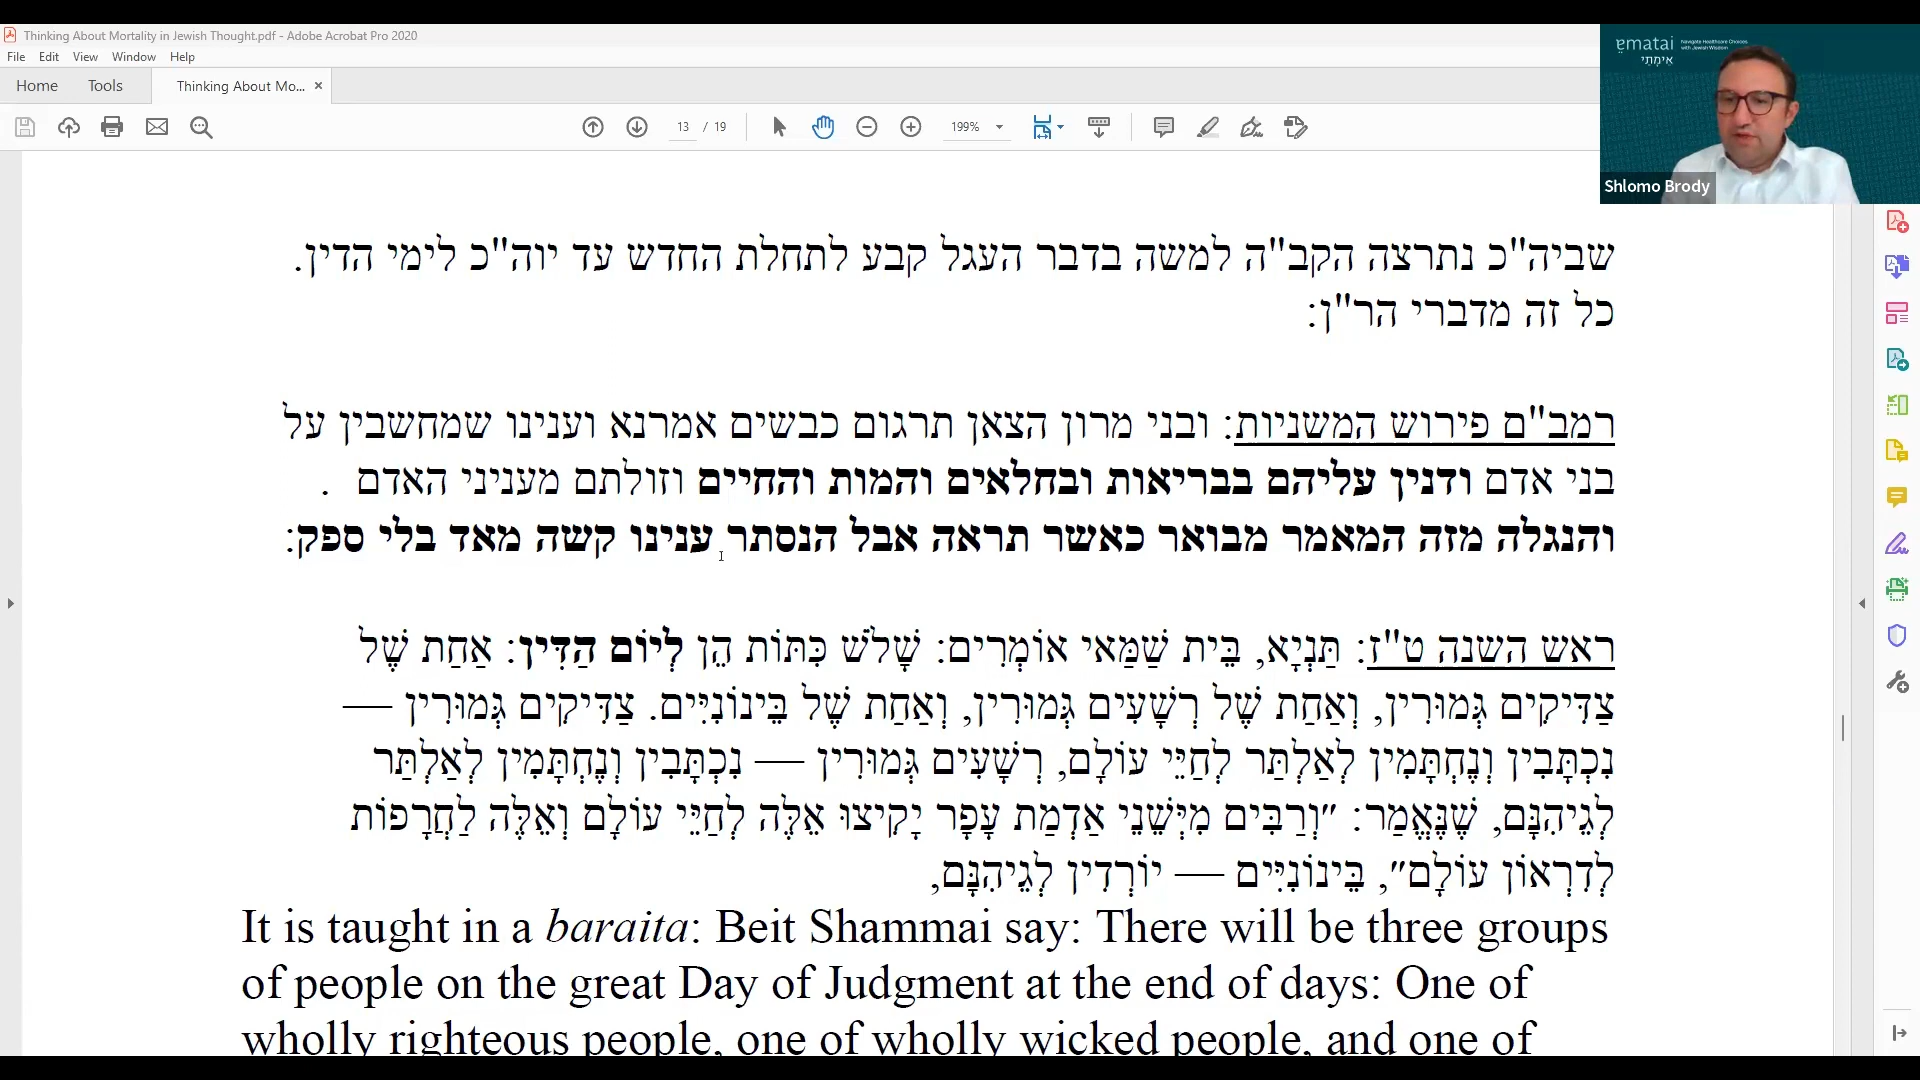 Thinking About Mortality in Jewish Thought.pdf - Adobe Acrobat Pro 2020
File Edit View Window Help
Home Tools Thinking About Mo... ×
13 / 19 199%
ematai Navigate Healthcare Choices with Jewish Wisdom
אימתי
Shlomo Brody
שביה"כ נתרצה הקב"ה למשה בדבר העגל קבע לתחלת החדש עד יוה"כ לימי הדין.
כל זה מדברי הר"ן:
רמב"ם פירוש המשניות: ובני מרון הצאן תרגום כבשים אמרנא וענינו שמחשבין על
בני אדם ודנין עליהם בבריאות ובחלאים והמות והחיים וזולתם מעניני האדם .
והנגלה מזה המאמר מבואר כאשר תראה אבל הנסתר ענינו קשה מאד בלי ספק:
ראש השנה ט"ז: תַּנְיָא, בֵּית שַׁמַּאי אוֹמְרִים: שָׁלֹשׁ כִּתּוֹת הֵן לְיוֹם הַדִּין: אַחַת שֶׁל
צַדִּיקִים גְּמוּרִין, וְאַחַת שֶׁל רְשָׁעִים גְּמוּרִין, וְאַחַת שֶׁל בֵּינוֹנִיִּים. צַדִּיקִים גְּמוּרִין —
נִכְתָּבִין וְנֶחְתָּמִין לְאַלְתַּר לְחַיֵּי עוֹלָם, רְשָׁעִים גְּמוּרִין — נִכְתָּבִין וְנֶחְתָּמִין לְאַלְתַּר
לְגֵיהִנָּם, שֶׁנֶּאֱמַר: ״וְרַבִּים מִיְּשֵׁנֵי אַדְמַת עָפָר יָקִיצוּ אֵלֶּה לְחַיֵּי עוֹלָם וְאֵלֶּה לַחֲרָפוֹת
לְדִרְאוֹן עוֹלָם״, בֵּינוֹנִיִּים — יוֹרְדִין לְגֵיהִנָּם,
It is taught in a baraita: Beit Shammai say: There will be three groups
of people on the great Day of Judgment at the end of days: One of
wholly righteous people, one of wholly wicked people, and one of